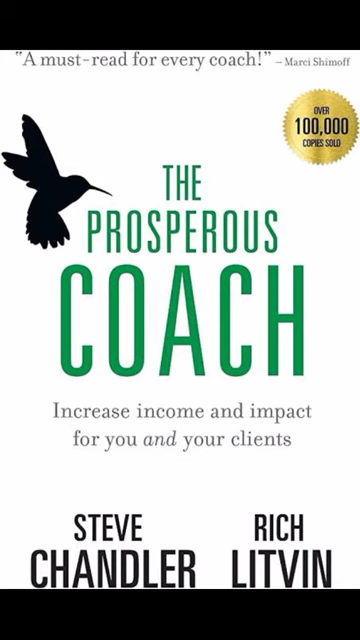 "A must-read for every coach!" – Marci Shimoff
OVER
100,000
COPIES SOLD
THE
PROSPEROUS
COACH
Increase income and impact
for you and your clients
STEVE
CHANDLER
RICH
LITVIN